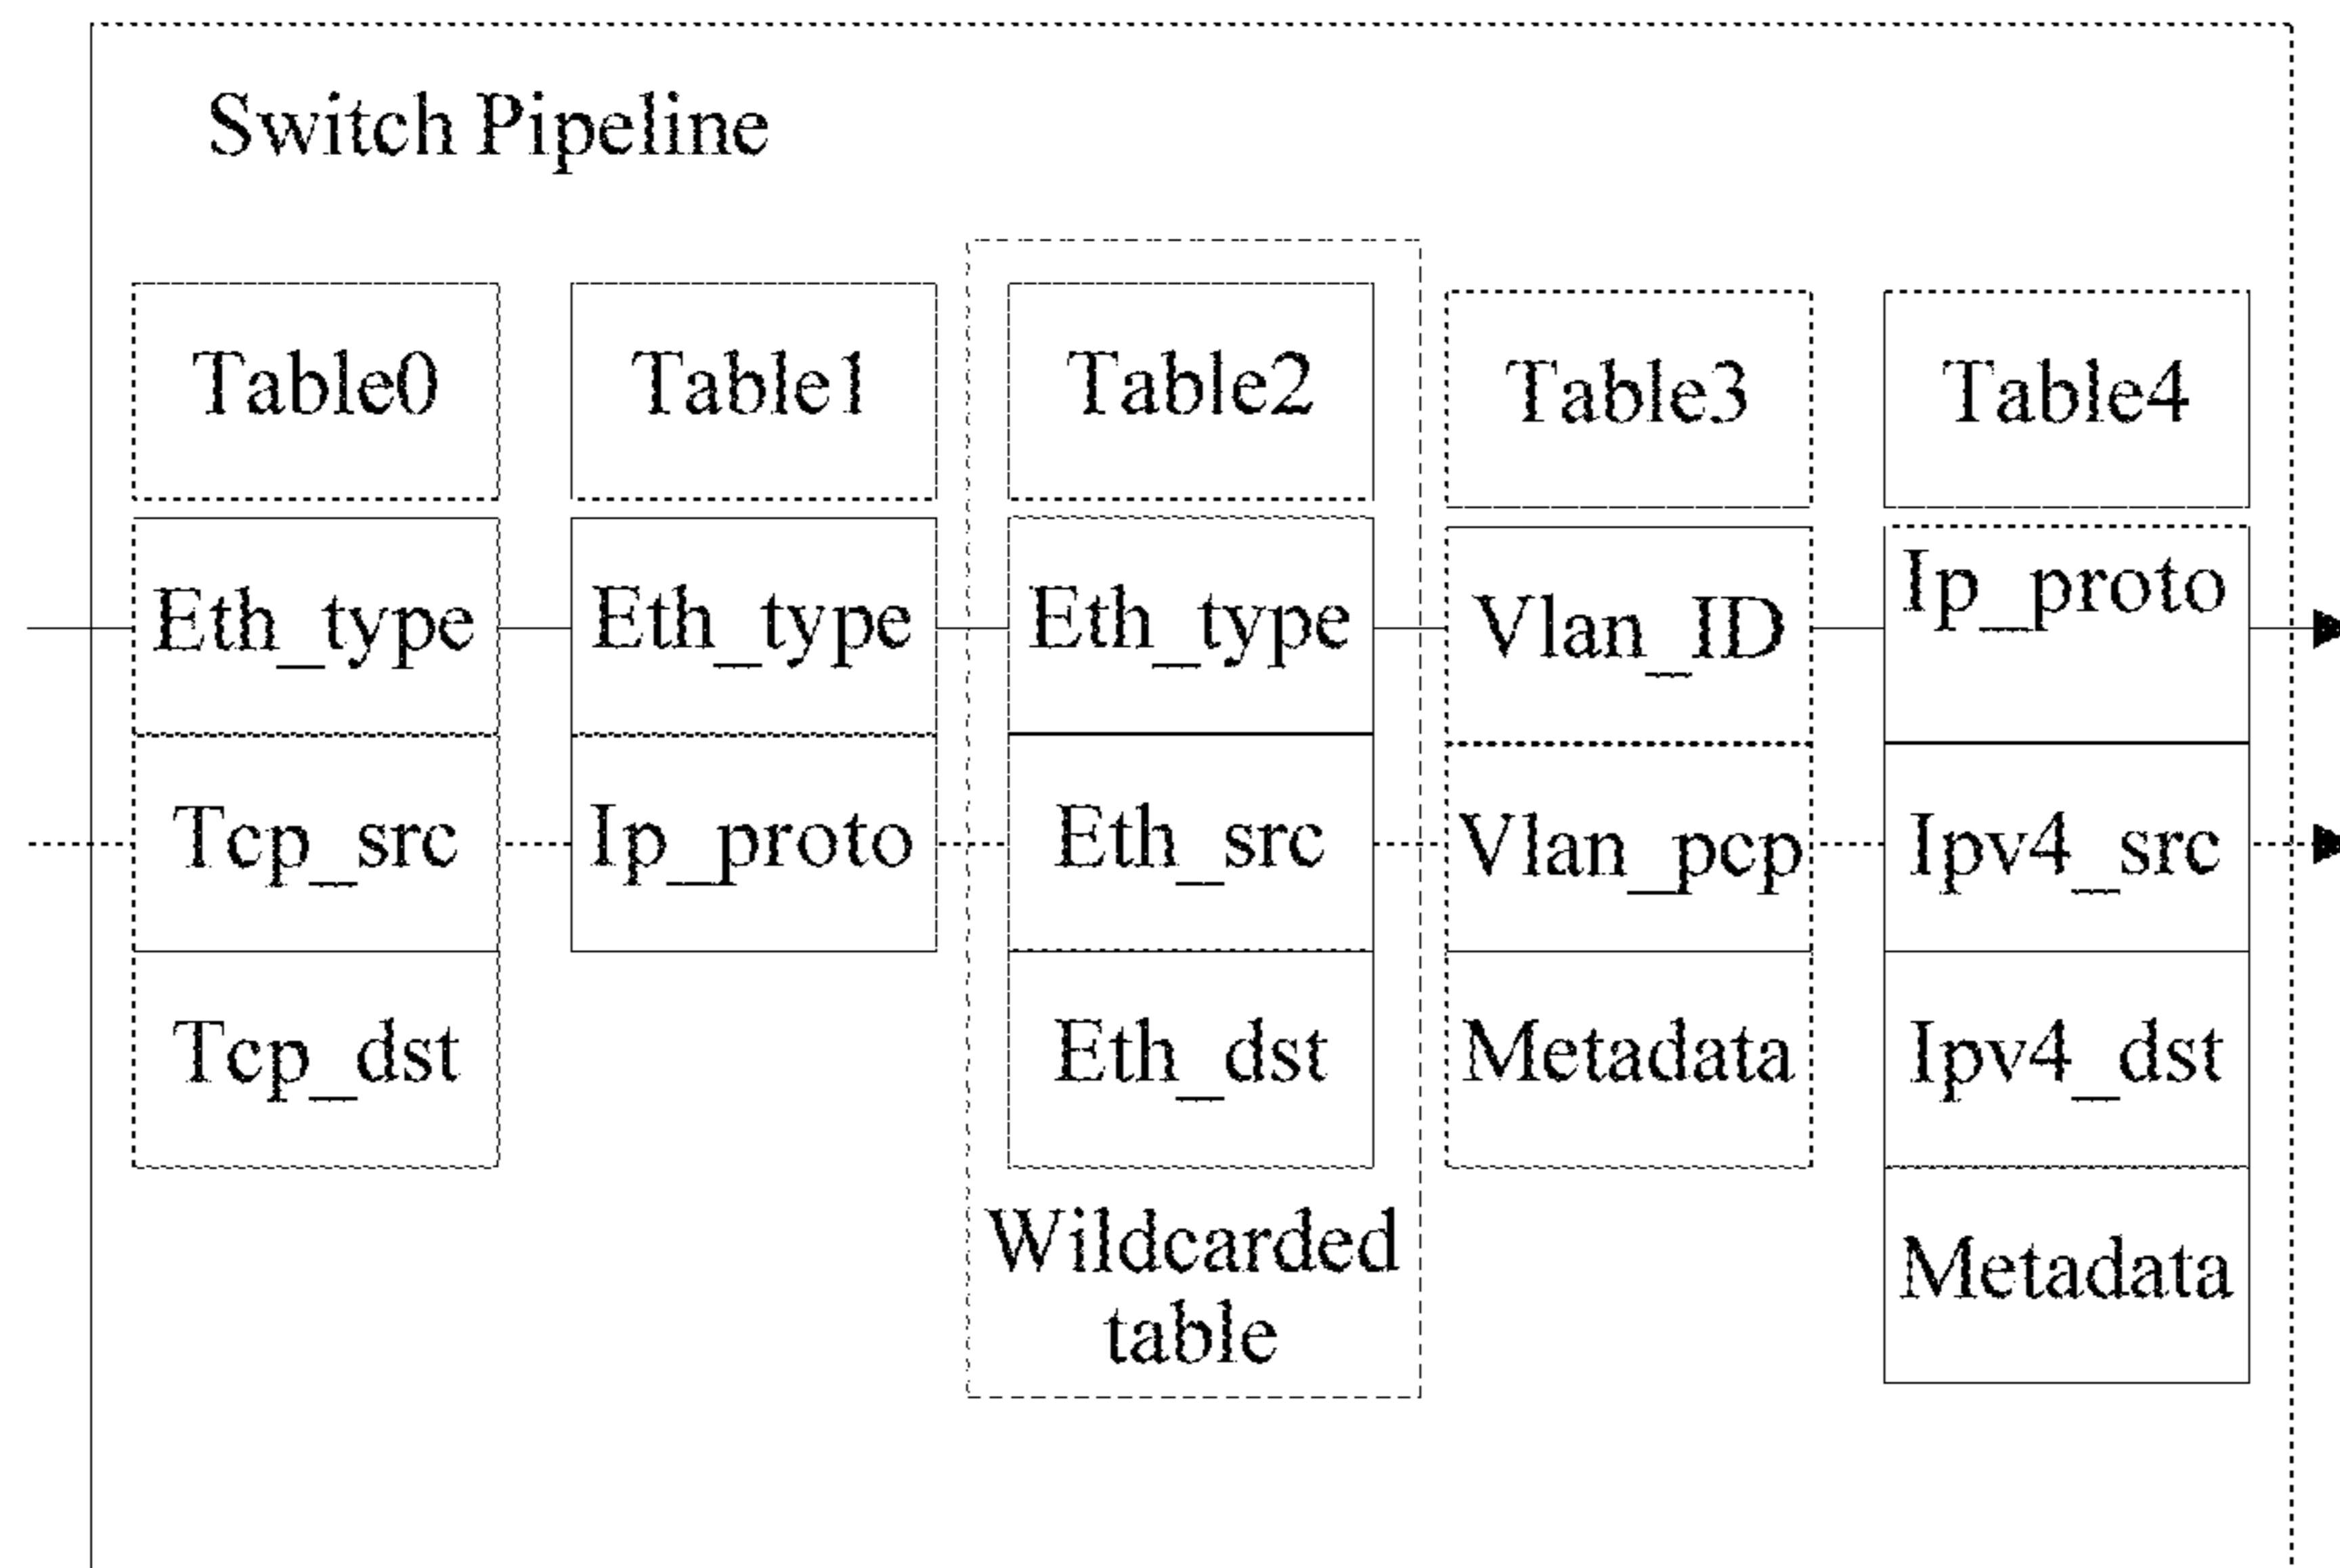 Switch Pipeline
Table0
Eth_type
Tcp_src
Tcp_dst
Table1
Eth_type
Ip_proto
Table2
Eth_type
Eth_src
Eth_dst
Wildcarded
table
Table3
Vlan_ID
Vlan_pcp
Metadata
Table4
Ip_proto
Ipv4_src
Ipv4_dst
Metadata